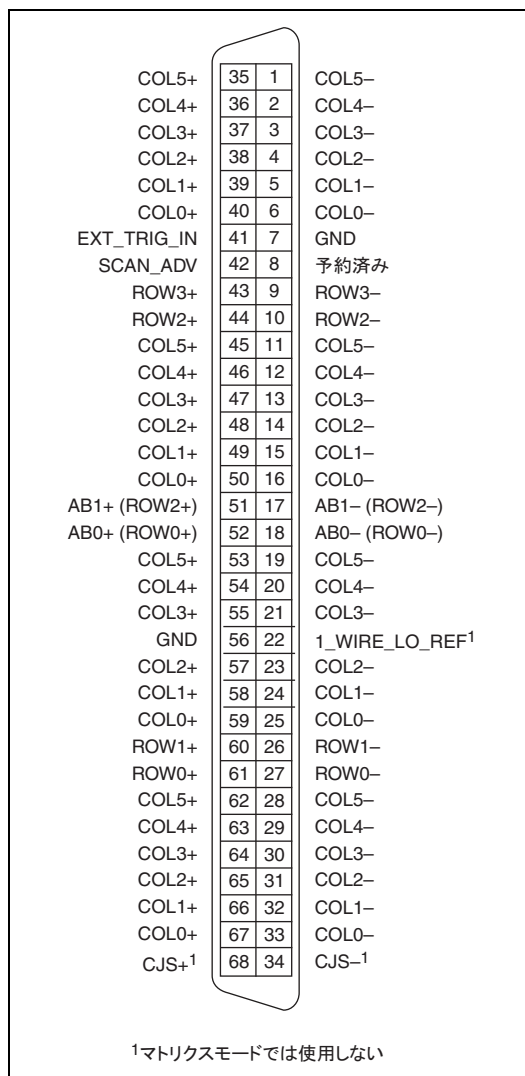 COL5+ 35 1 COL5–
COL4+ 36 2 COL4–
COL3+ 37 3 COL3–
COL2+ 38 4 COL2–
COL1+ 39 5 COL1–
COL0+ 40 6 COL0–
EXT_TRIG_IN 41 7 GND
SCAN_ADV 42 8 予約済み
ROW3+ 43 9 ROW3–
ROW2+ 44 10 ROW2–
COL5+ 45 11 COL5–
COL4+ 46 12 COL4–
COL3+ 47 13 COL3–
COL2+ 48 14 COL2–
COL1+ 49 15 COL1–
COL0+ 50 16 COL0–
AB1+ (ROW2+) 51 17 AB1– (ROW2–)
AB0+ (ROW0+) 52 18 AB0– (ROW0–)
COL5+ 53 19 COL5–
COL4+ 54 20 COL4–
COL3+ 55 21 COL3–
GND 56 22 1_WIRE_LO_REF1
COL2+ 57 23 COL2–
COL1+ 58 24 COL1–
COL0+ 59 25 COL0–
ROW1+ 60 26 ROW1–
ROW0+ 61 27 ROW0–
COL5+ 62 28 COL5–
COL4+ 63 29 COL4–
COL3+ 64 30 COL3–
COL2+ 65 31 COL2–
COL1+ 66 32 COL1–
COL0+ 67 33 COL0–
CJS+1 68 34 CJS–1
1マトリクスモードでは使用しない